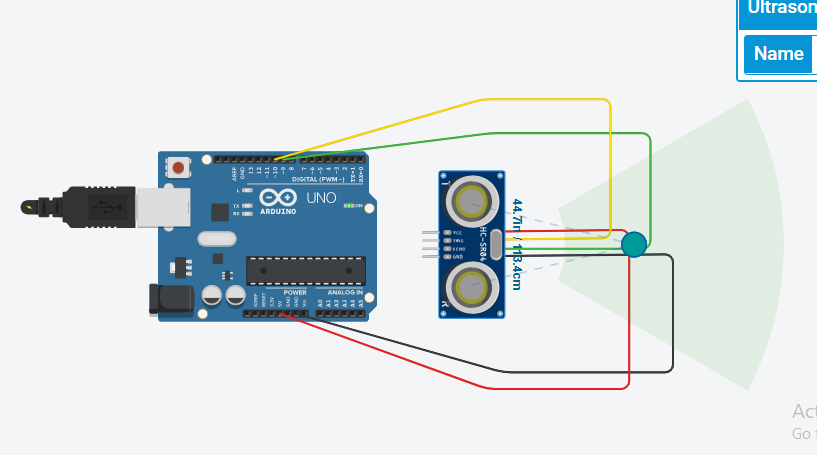 Ultrason
Name
AREF
GND
13
12
~11
~10
~9
8
7
~6
~5
4
~3
2
TX▸1
RX◂0
DIGITAL (PWM~)
L
TX
RX
UNO
ARDUINO
ON
POWER
ANALOG IN
RESET
3.3V
5V
GND
GND
Vin
A0
A1
A2
A3
A4
A5
T
VCC
TRIG
ECHO
GND
HC-SR04
R
44.7in / 113.4cm
Act
Go t